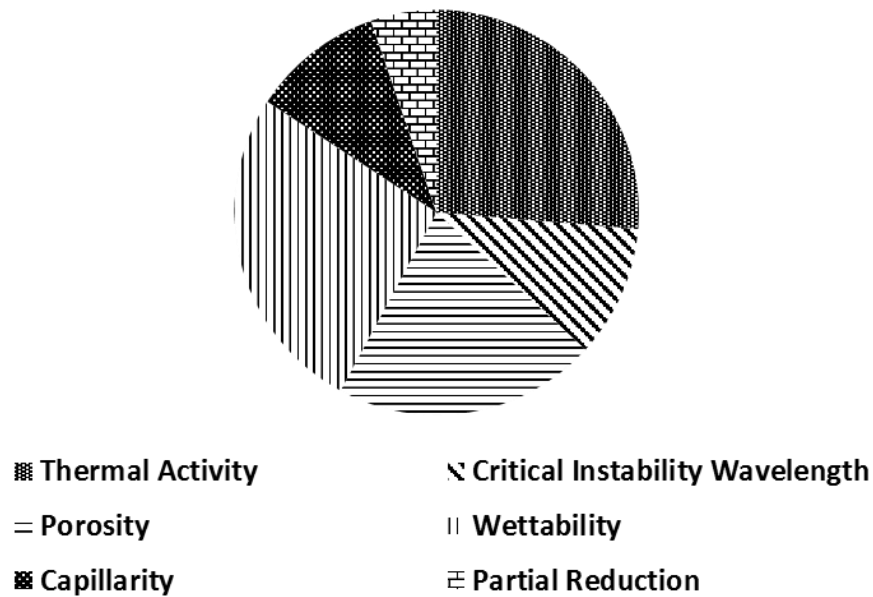 Thermal Activity Critical Instability Wavelength
Porosity Wettability
Capillarity Partial Reduction